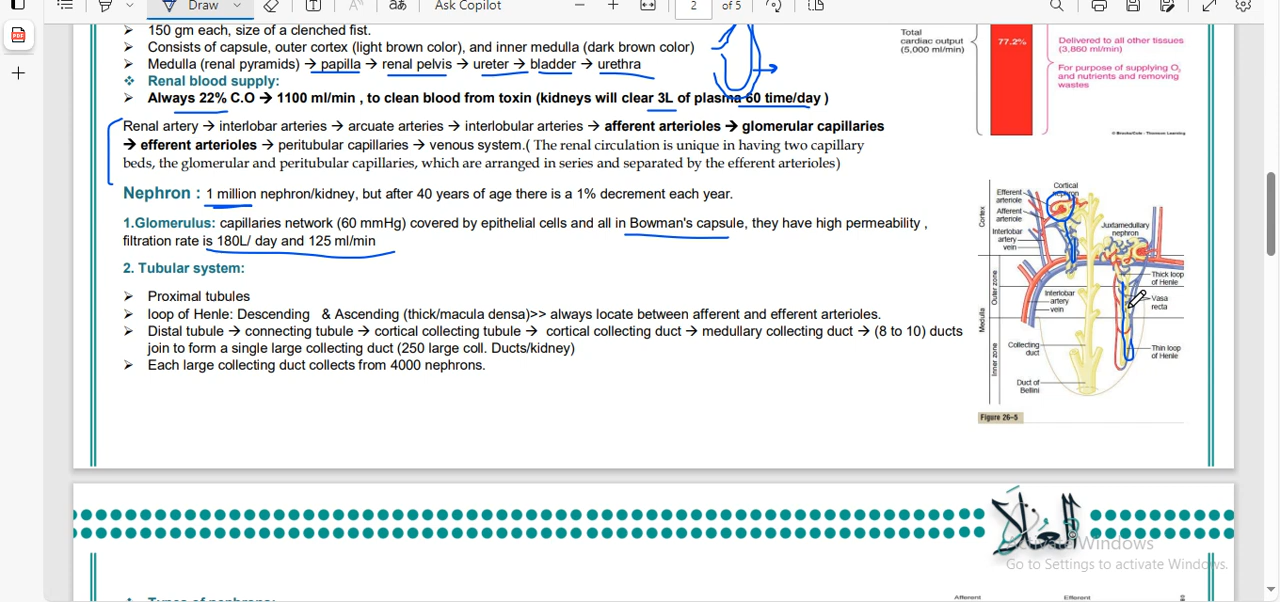 Draw
aあ
Ask Copilot
2
of 5
150 gm each, size of a clenched fist.
Consists of capsule, outer cortex (light brown color), and inner medulla (dark brown color)
Medulla (renal pyramids) → papilla → renal pelvis → ureter → bladder → urethra
Renal blood supply:
Always 22% C.O → 1100 ml/min , to clean blood from toxin (kidneys will clear 3L of plasma 60 time/day )
Renal artery → interlobar arteries → arcuate arteries → interlobular arteries → afferent arterioles → glomerular capillaries
→ efferent arterioles → peritubular capillaries → venous system.( The renal circulation is unique in having two capillary
beds, the glomerular and peritubular capillaries, which are arranged in series and separated by the efferent arterioles)
Nephron : 1 million nephron/kidney, but after 40 years of age there is a 1% decrement each year.
1.Glomerulus: capillaries network (60 mmHg) covered by epithelial cells and all in Bowman's capsule, they have high permeability ,
filtration rate is 180L/ day and 125 ml/min
2. Tubular system:
Proximal tubules
loop of Henle: Descending & Ascending (thick/macula densa)>> always locate between afferent and efferent arterioles.
Distal tubule → connecting tubule → cortical collecting tubule → cortical collecting duct → medullary collecting duct → (8 to 10) ducts
join to form a single large collecting duct (250 large coll. Ducts/kidney)
Each large collecting duct collects from 4000 nephrons.
Total
cardiac output
(5,000 ml/min)
77.2%
Delivered to all other tissues
(3,860 ml/min)
For purpose of supplying O2
and nutrients and removing
wastes
© Brooks/Cole - Thomson Learning
Efferent
arteriole
Afferent
arteriole
Interlobar
artery
vein
Cortical
nephron
Juxtamedullary
nephron
Cortex
Medulla
Outer zone
Inner zone
Interlobar
artery
vein
Thick loop
of Henle
Vasa
recta
Collecting
duct
Thin loop
of Henle
Duct of
Bellini
Figure 26-5
Activate Windows
Go to Settings to activate Windows.
Types of nephrons:
Afferent
Efferent